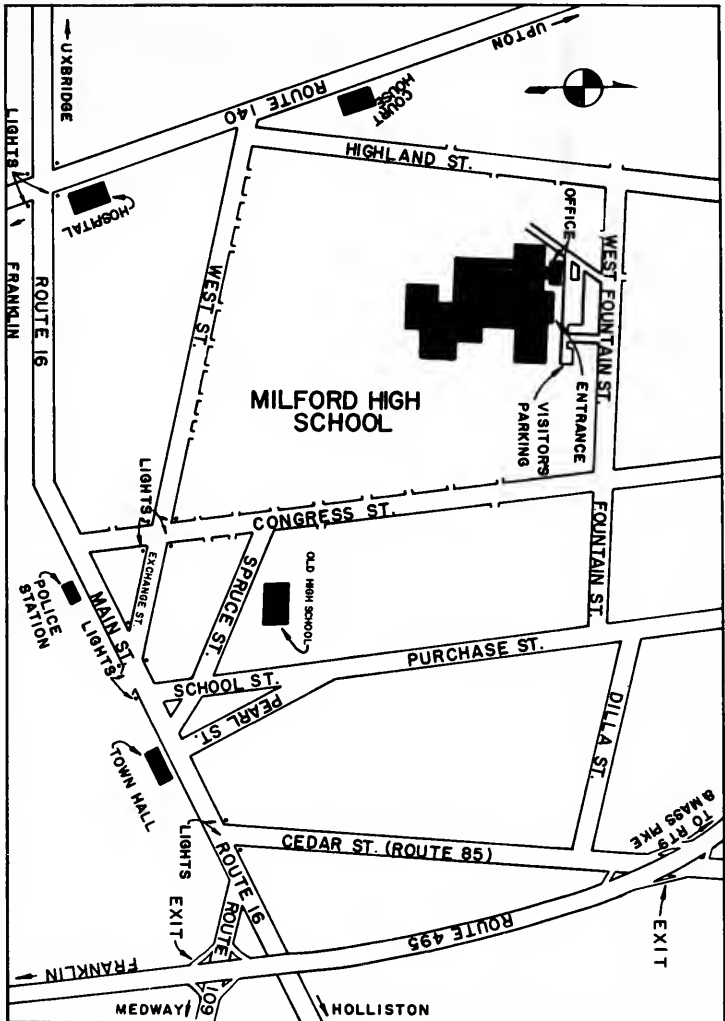 UPTON
UXBRIDGE
ROUTE 140
COURT
HOUSE
LIGHTS
HIGHLAND ST.
HOSPITAL
OFFICE
WEST FOUNTAIN ST.
FRANKLIN
ROUTE 16
WEST ST.
MILFORD HIGH
SCHOOL
ENTRANCE
VISITOR'S
PARKING
LIGHTS
CONGRESS ST.
FOUNTAIN ST.
EXCHANGE ST.
SPRUCE ST.
OLD HIGH SCHOOL
POLICE
STATION
MAIN ST.
LIGHTS
SCHOOL ST.
PURCHASE ST.
PEARL ST.
DILLA ST.
TOWN HALL
TO RT 9
& MASS PIKE
CEDAR ST. (ROUTE 85)
LIGHTS
ROUTE 16
EXIT
ROUTE 109
ROUTE 495
EXIT
FRANKLIN
MEDWAY
HOLLISTON